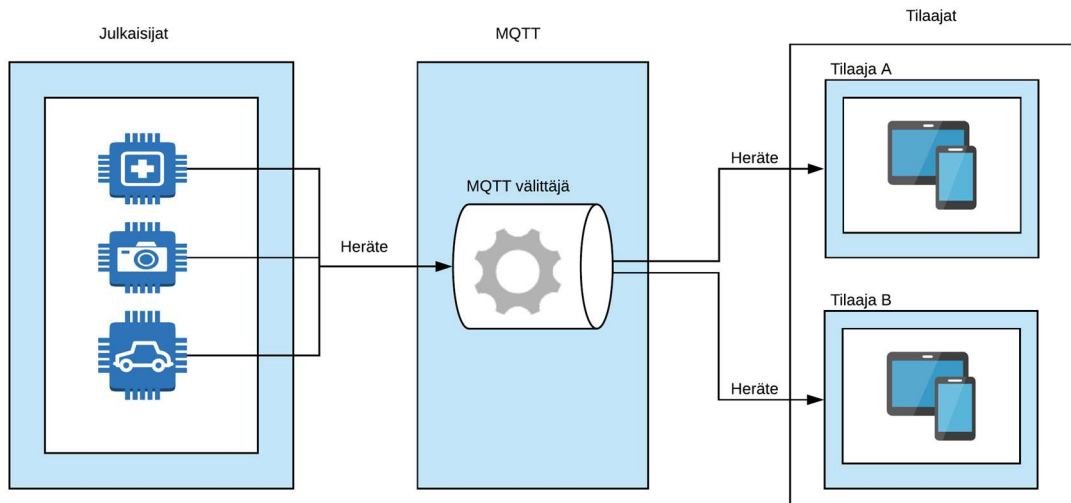 Julkaisijat
MQTT
Tilaajat
Tilaaja A
Heräte
MQTT välittäjä
Heräte
Tilaaja B
Heräte